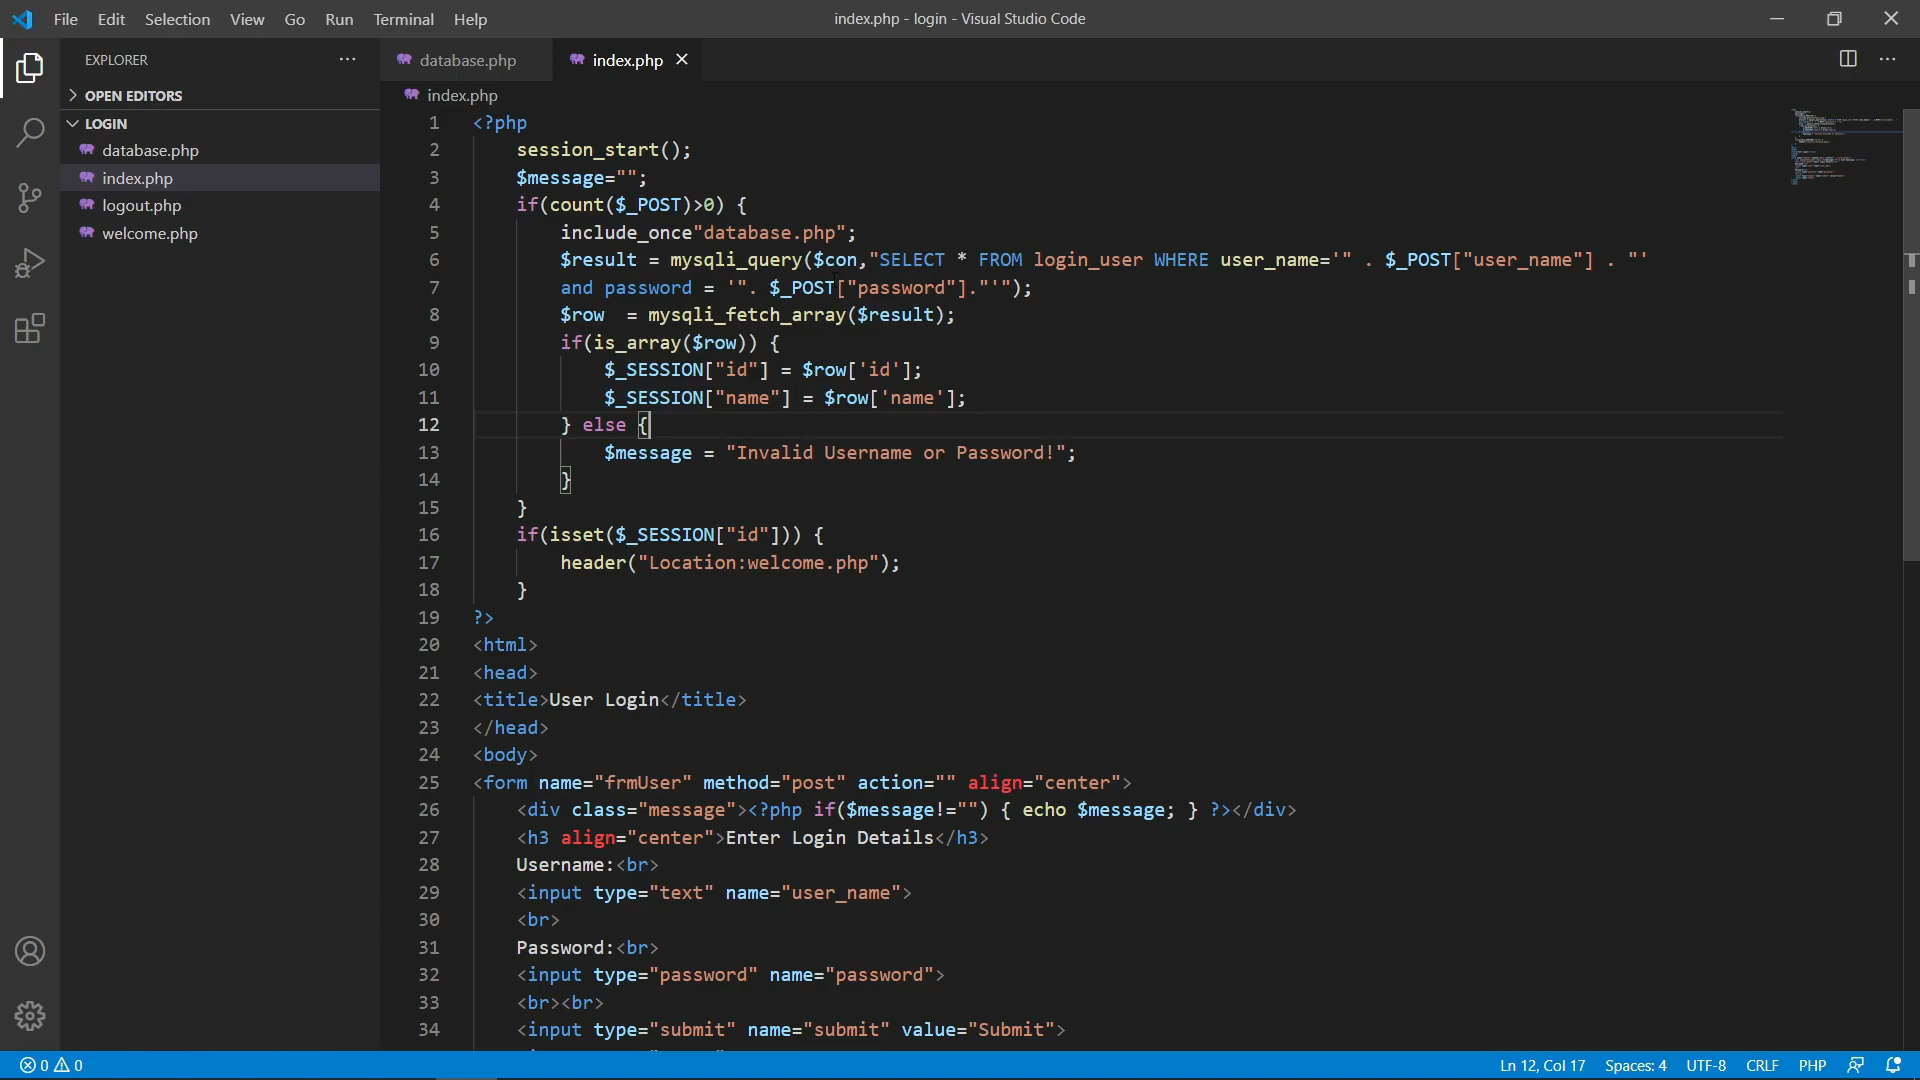 File Edit Selection View Go Run Terminal Help
index.php - login - Visual Studio Code
EXPLORER
OPEN EDITORS
LOGIN
database.php
index.php
logout.php
welcome.php
database.php
index.php
index.php
1 <?php
2 session_start();
3 $message="";
4 if(count($_POST)>0) {
5 include_once"database.php";
6 $result = mysqli_query($con,"SELECT * FROM login_user WHERE user_name='" . $_POST["user_name"] . "'
7 and password = '". $_POST["password"]."'");
8 $row  = mysqli_fetch_array($result);
9 if(is_array($row)) {
10 $_SESSION["id"] = $row['id'];
11 $_SESSION["name"] = $row['name'];
12 } else {
13 $message = "Invalid Username or Password!";
14 }
15 }
16 if(isset($_SESSION["id"])) {
17 header("Location:welcome.php");
18 }
19 ?>
20 <html>
21 <head>
22 <title>User Login</title>
23 </head>
24 <body>
25 <form name="frmUser" method="post" action="" align="center">
26 <div class="message"><?php if($message!="") { echo $message; } ?></div>
27 <h3 align="center">Enter Login Details</h3>
28 Username:<br>
29 <input type="text" name="user_name">
30 <br>
31 Password:<br>
32 <input type="password" name="password">
33 <br><br>
34 <input type="submit" name="submit" value="Submit">
0 0
Ln 12, Col 17 Spaces: 4 UTF-8 CRLF PHP